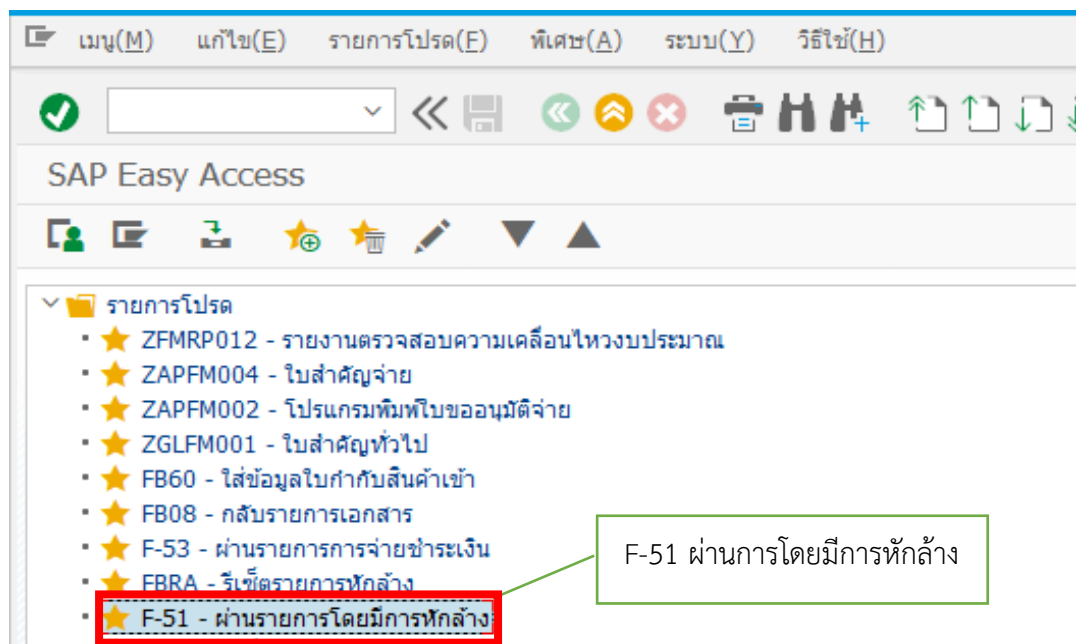 เมนู(M) แก้ไข(E) รายการโปรด(F) พิเศษ(A) ระบบ(Y) วิธีใช้(H)
SAP Easy Access
รายการโปรด
ZFMRP012 - รายงานตรวจสอบความเคลื่อนไหวงบประมาณ
ZAPFM004 - ใบสำคัญจ่าย
ZAPFM002 - โปรแกรมพิมพ์ใบขออนุมัติจ่าย
ZGLFM001 - ใบสำคัญทั่วไป
FB60 - ใส่ข้อมูลใบกำกับสินค้าเข้า
FB08 - กลับรายการเอกสาร
F-53 - ผ่านรายการการจ่ายชำระเงิน
FBRA - รีเซ็ตรายการหักล้าง
F-51 - ผ่านรายการโดยมีการหักล้าง
F-51 ผ่านการโดยมีการหักล้าง